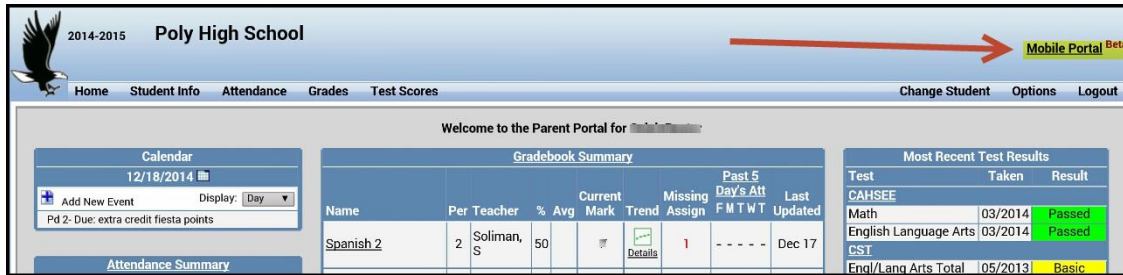 2014-2015 Poly High School
Mobile Portal Beta
Home Student Info Attendance Grades Test Scores Change Student Options Logout
Welcome to the Parent Portal for
Calendar
12/18/2014
Add New Event Display: Day
Pd 2- Due: extra credit fiesta points
Attendance Summary
Gradebook Summary
Name Per Teacher % Avg Current Mark Trend Missing Assign Past 5 Day's Att F M T W T Last Updated
Spanish 2 2 Soliman, S 50 Details 1 - - - - - Dec 17
Most Recent Test Results
Test Taken Result
CAHSEE
Math 03/2014 Passed
English Language Arts 03/2014 Passed
CST
Engl/Lang Arts Total 05/2013 Basic